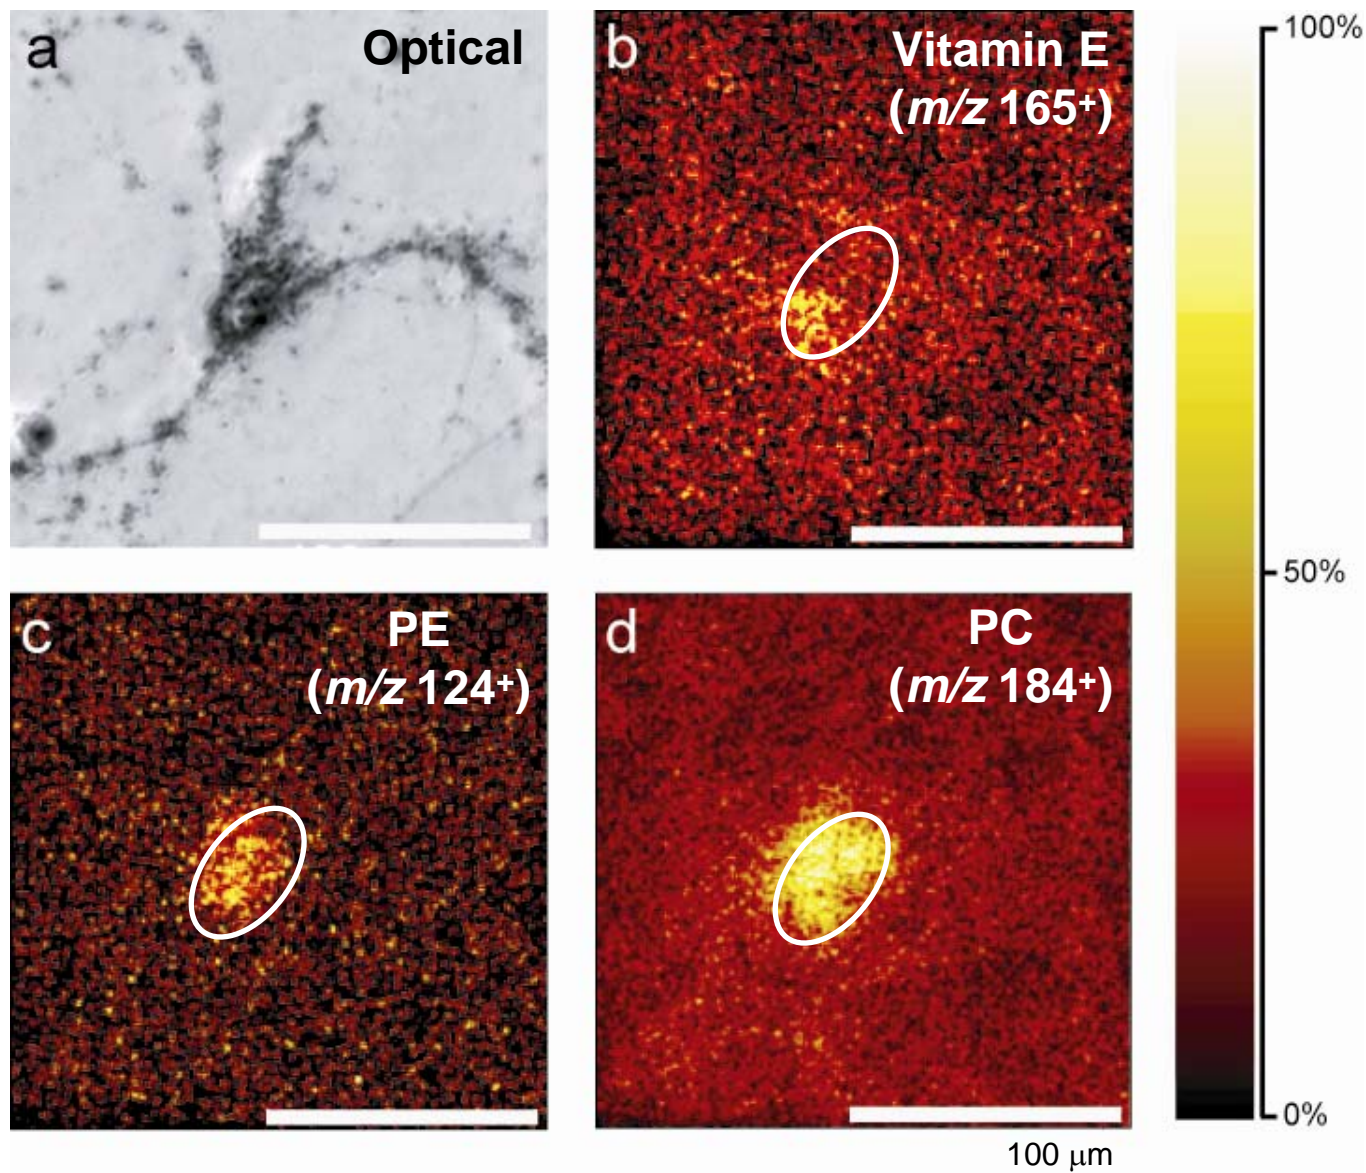 a
Optical
b
Vitamin E
(m/z 165⁺)
100%
50%
0%
c
PE
(m/z 124⁺)
d
PC
(m/z 184⁺)
100 μm